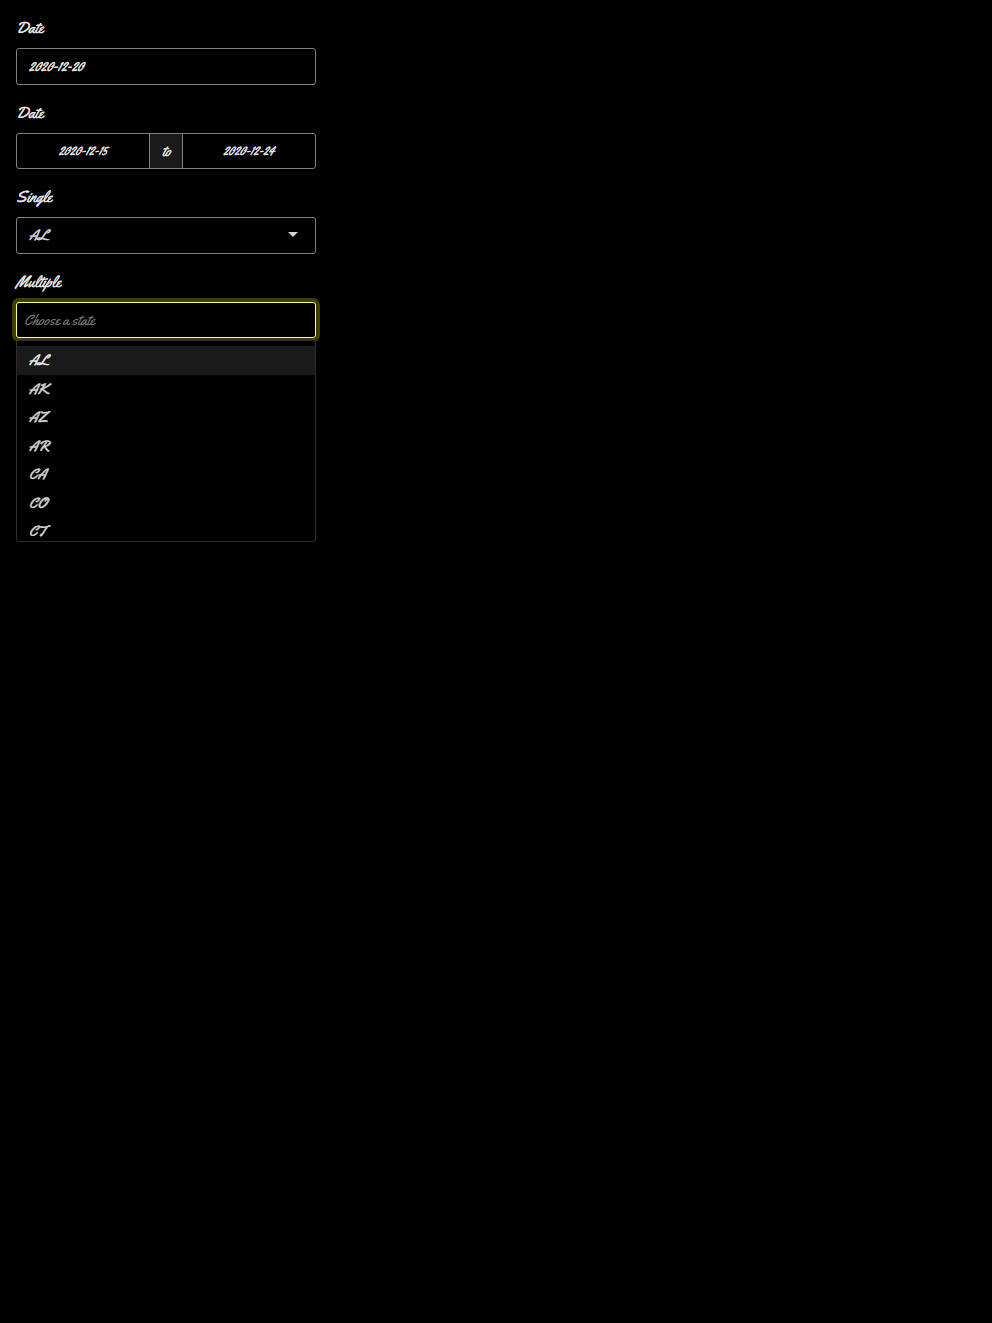 Date
2020-12-20
Date
2020-12-15 to 2020-12-24
Single
AL
Multiple
Choose a state
AL
AK
AZ
AR
CA
CO
CT